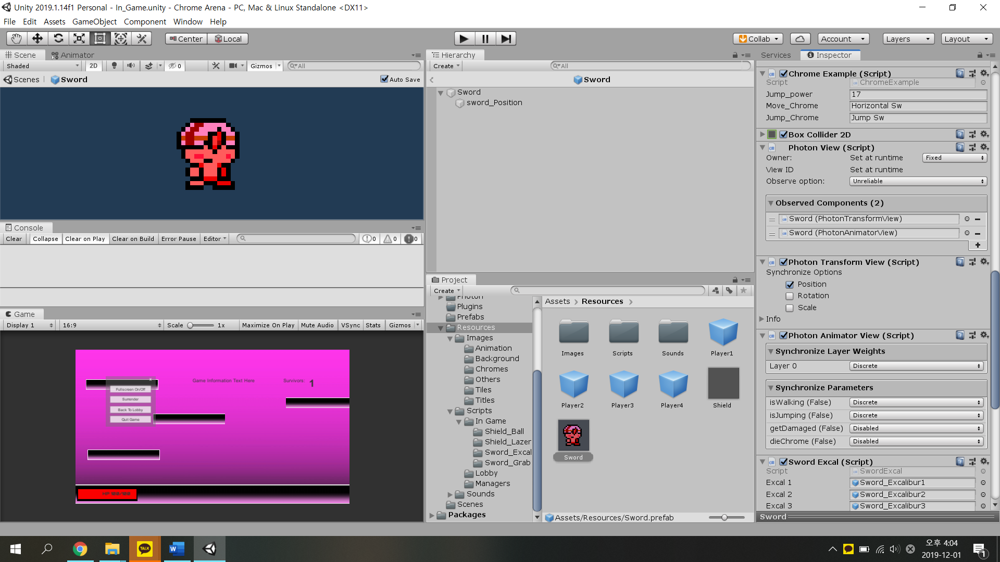 Unity 2019.1.14f1 Personal - In_Game.unity - Chrome Arena - PC, Mac & Linux Standalone <DX11>
File Edit Assets GameObject Component Window Help
Center Local Collab Account Layers Layout
Scene Animator
Shaded 2D 0 Gizmos All
Scenes Sword Auto Save
Console
Clear Collapse Clear on Play Clear on Build Error Pause Editor 0 0 0
Game
Display 1 16:9 Scale 1x Maximize On Play Mute Audio VSync Stats Gizmos
Game Information Text Here Survivors: 1
x
Fullscreen On/Off
Surrender
Back To Lobby
Quit Game
HP 100/100
Hierarchy
Create All
Sword
Sword
sword_Position
Project
Create
Photon
Plugins
Prefabs
Resources
Images
Animation
Background
Chromes
Others
Tiles
Titles
Scripts
In Game
Shield_Ball
Shield_Lazer
Sword_Excal
Sword_Grab
Lobby
Managers
Sounds
Scenes
Packages
Assets Resources
Images Scripts Sounds Player1
Player2 Player3 Player4 Shield
Sword
Assets/Resources/Sword.prefab
Services Inspector
Chrome Example (Script)
Script ChromeExample
Jump_power 17
Move_Chrome Horizontal Sw
Jump_Chrome Jump Sw
Box Collider 2D
Photon View (Script)
Owner: Set at runtime Fixed
View ID Set at runtime
Observe option: Unreliable
Observed Components (2)
Sword (PhotonTransformView)
Sword (PhotonAnimatorView)
Photon Transform View (Script)
Synchronize Options
Position
Rotation
Scale
Info
Photon Animator View (Script)
Synchronize Layer Weights
Layer 0 Discrete
Synchronize Parameters
isWalking (False) Discrete
isJumping (False) Discrete
getDamaged (False) Disabled
dieChrome (False) Disabled
Sword Excal (Script)
Script SwordExcal
Excal 1 Sword_Excalibur1
Excal 2 Sword_Excalibur2
Excal 3 Sword_Excalibur3
Sword
TALK
오후 4:04
2019-12-01
1